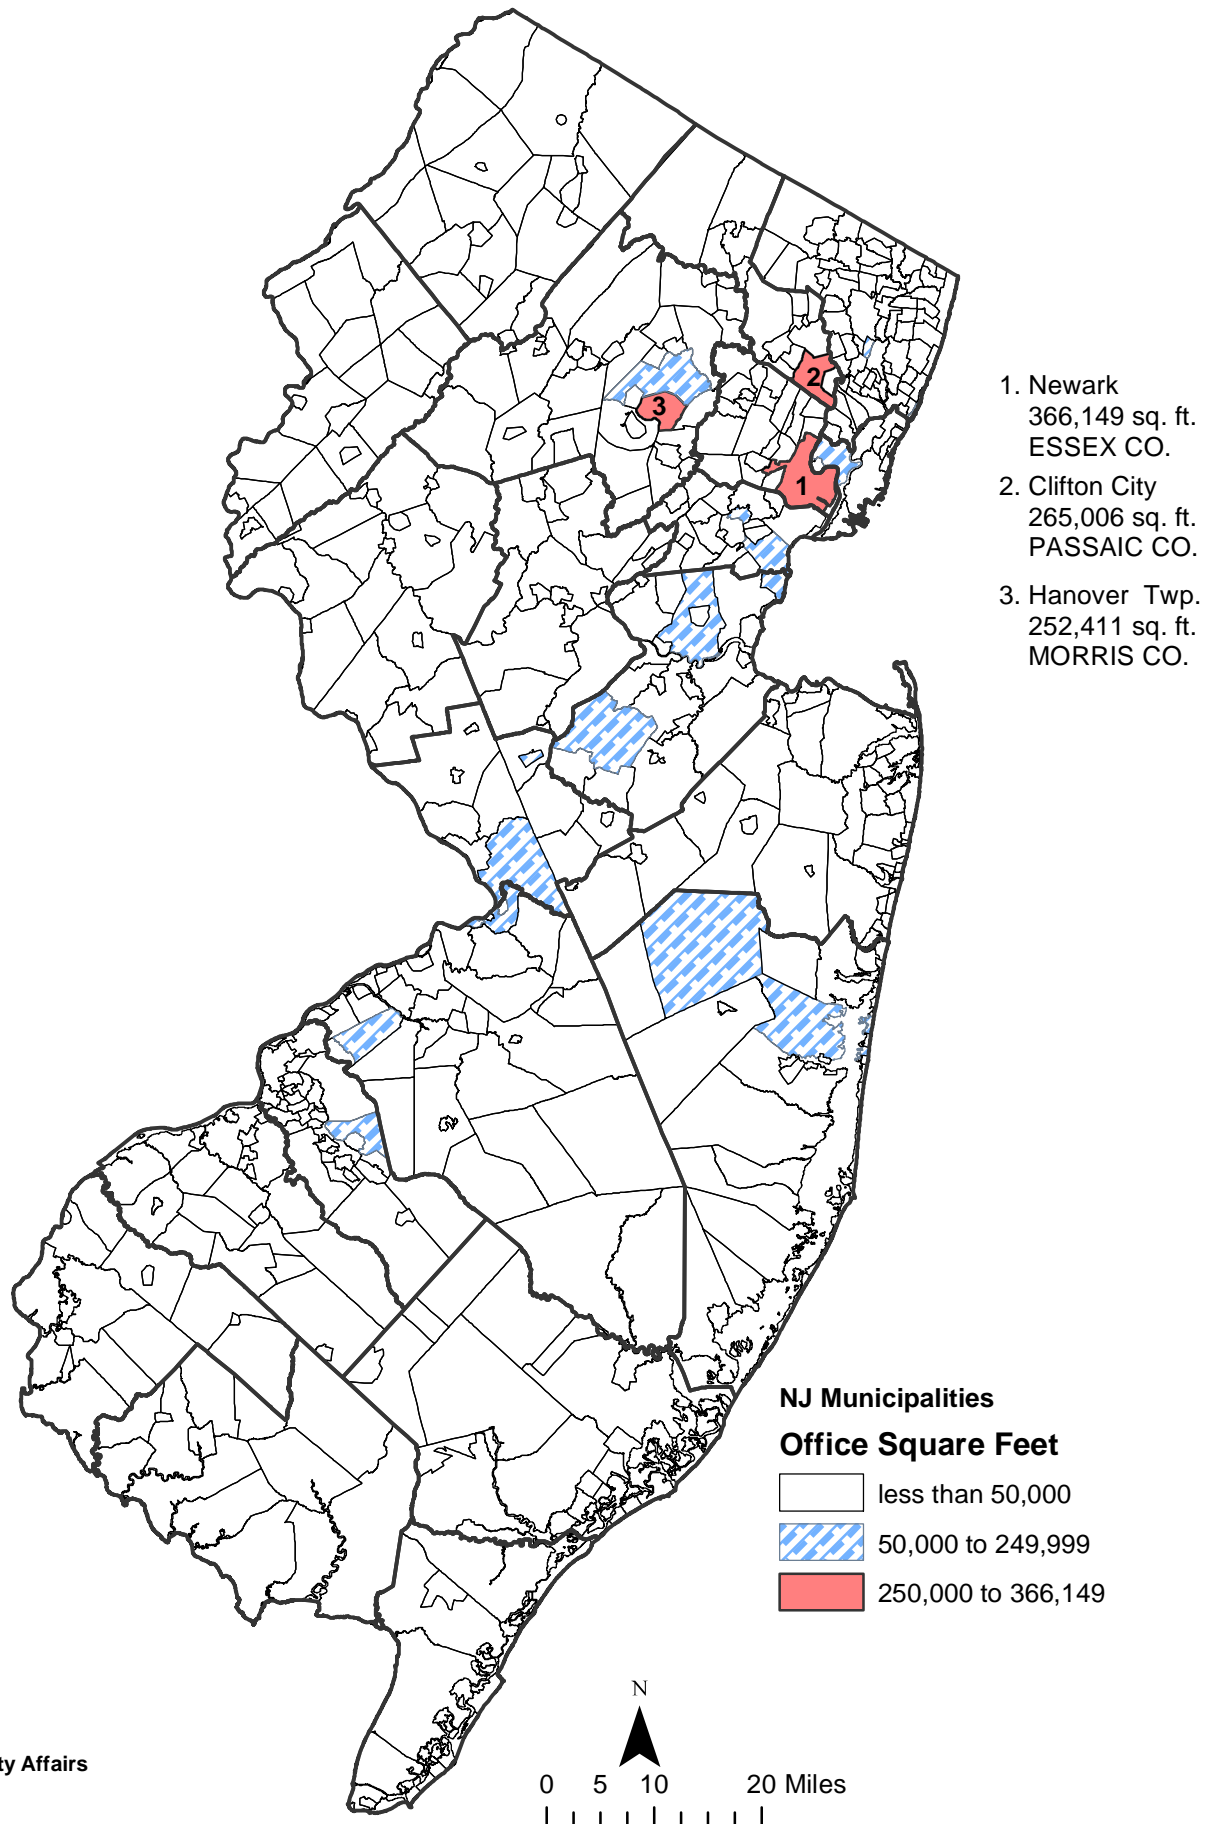 2
3
1
1. Newark
366,149 sq. ft.
ESSEX CO.
2. Clifton City
265,006 sq. ft.
PASSAIC CO.
3. Hanover Twp.
252,411 sq. ft.
MORRIS CO.
NJ Municipalities
Office Square Feet
less than 50,000
50,000 to 249,999
250,000 to 366,149
N
0 5 10 20 Miles
ty Affairs